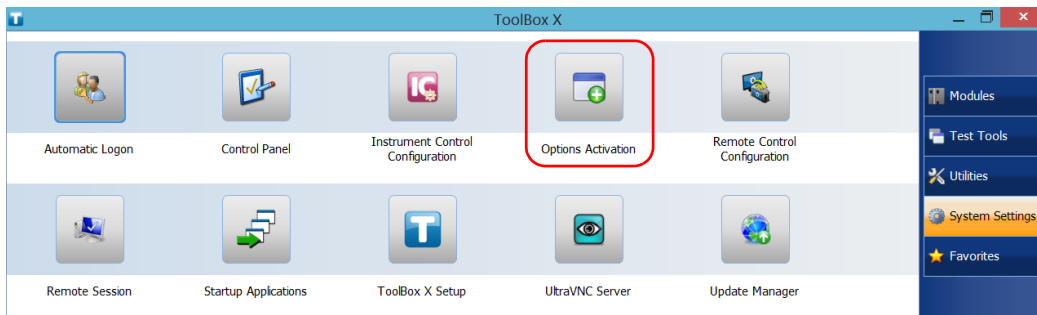 ToolBox X
Automatic Logon
Control Panel
Instrument Control
Configuration
Options Activation
Remote Control
Configuration
Remote Session
Startup Applications
ToolBox X Setup
UltraVNC Server
Update Manager
Modules
Test Tools
Utilities
System Settings
Favorites